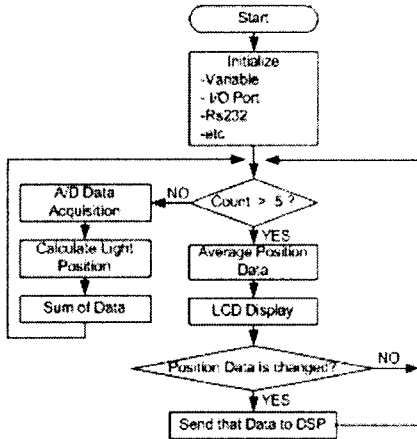 Start
Initialize
-Variable
- I/O Port
-Rs232
-etc
A/D Data
Acquisition
NO
Count > 5 ?
YES
Calculate Light
Position
Average Position
Data
Sum of Data
LCD Display
Position Data is changed?
NO
YES
Send that Data to DSP